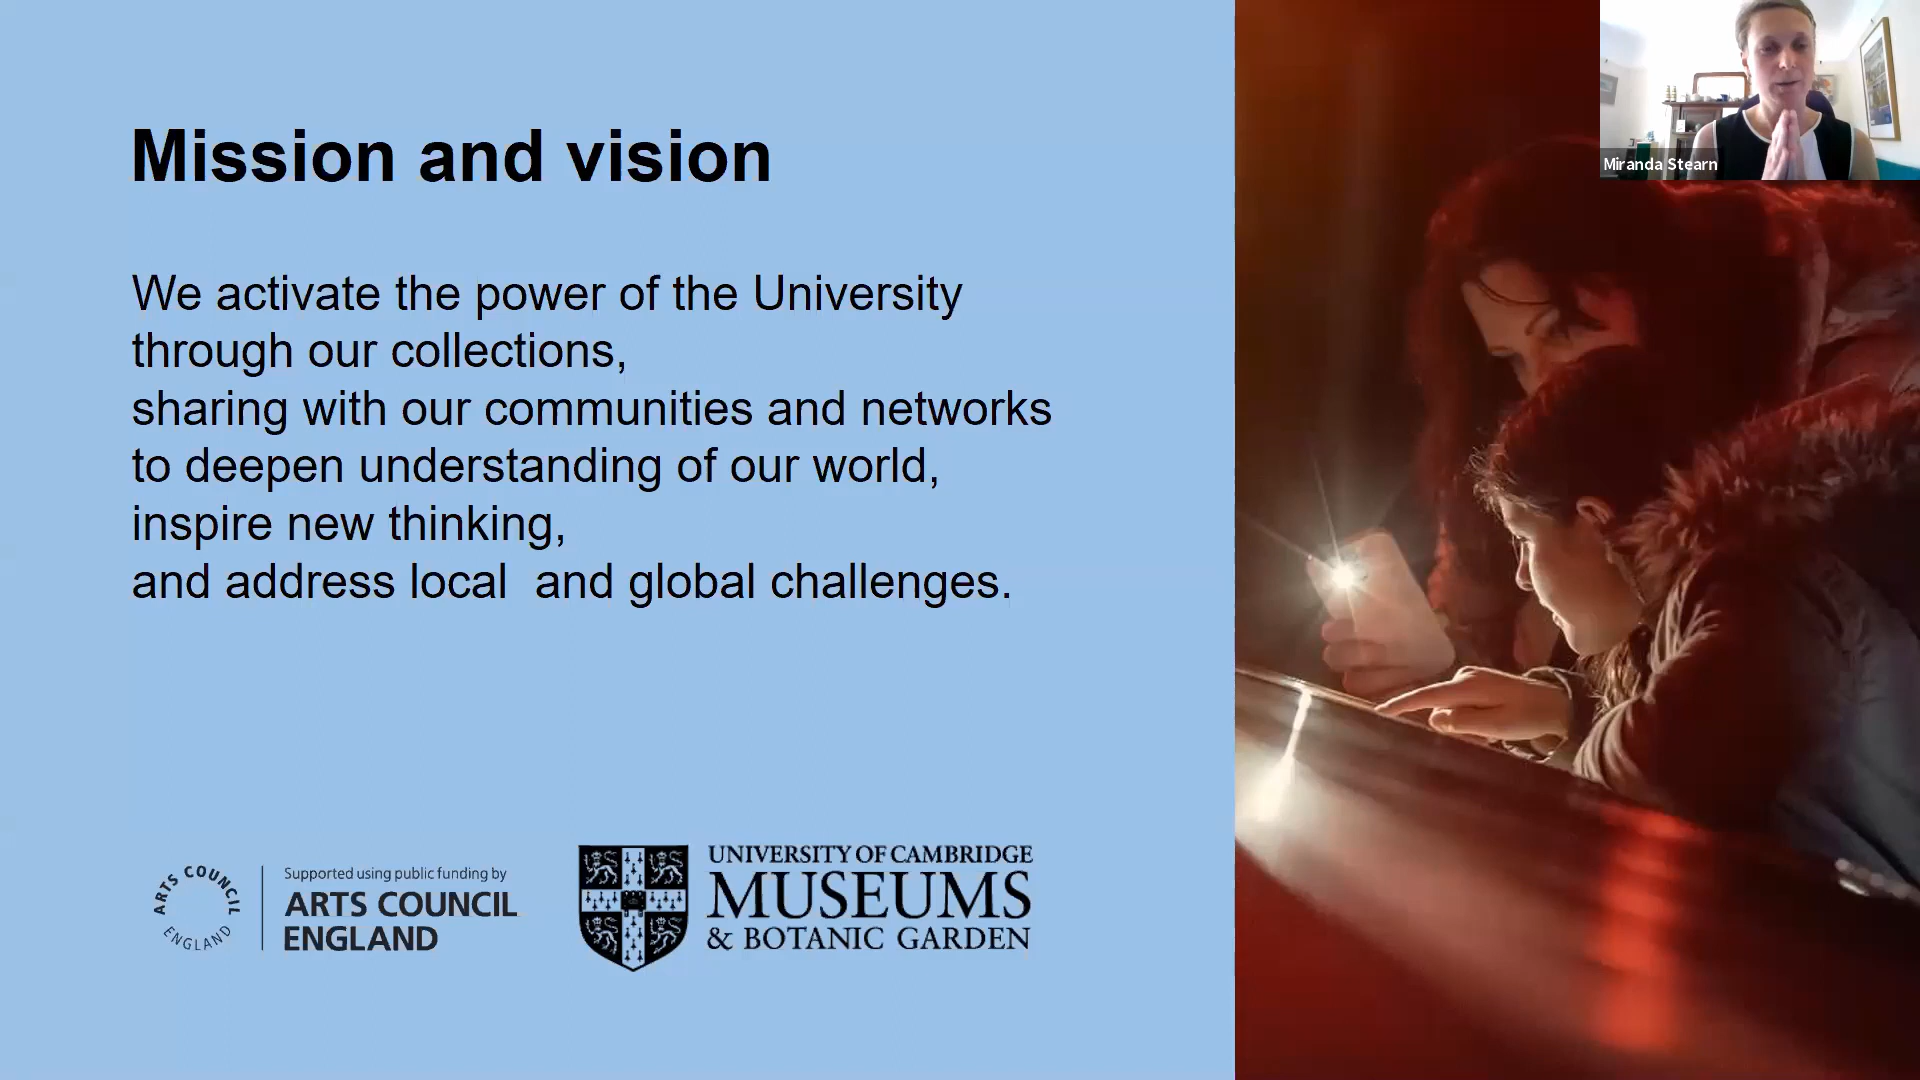 Mission and vision
We activate the power of the University
through our collections,
sharing with our communities and networks
to deepen understanding of our world,
inspire new thinking,
and address local  and global challenges.
ARTS COUNCIL
ENGLAND
Supported using public funding by
ARTS COUNCIL
ENGLAND
UNIVERSITY OF CAMBRIDGE
MUSEUMS
& BOTANIC GARDEN
Miranda Stearn